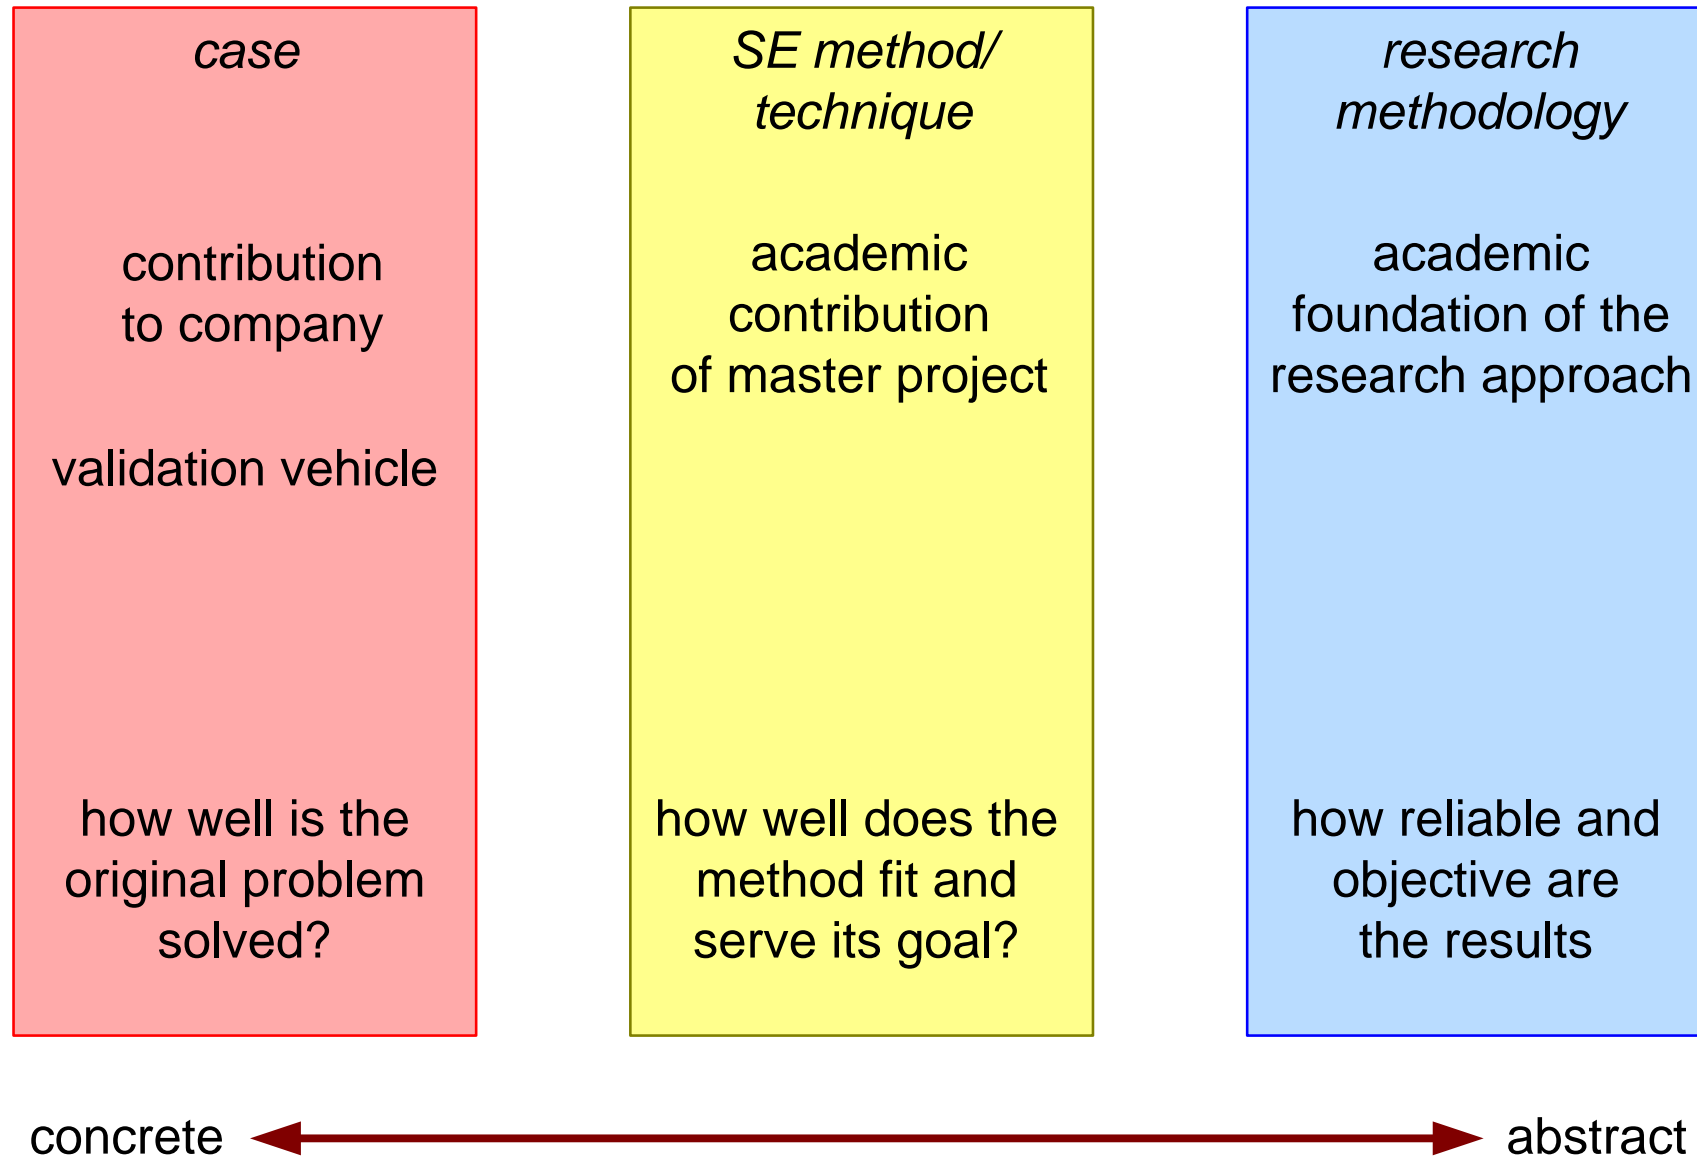 case
contribution
to company
validation vehicle
how well is the
original problem
solved?
SE method/
technique
academic
contribution
of master project
how well does the
method fit and
serve its goal?
research
methodology
academic
foundation of the
research approach
how reliable and
objective are
the results
concrete
abstract